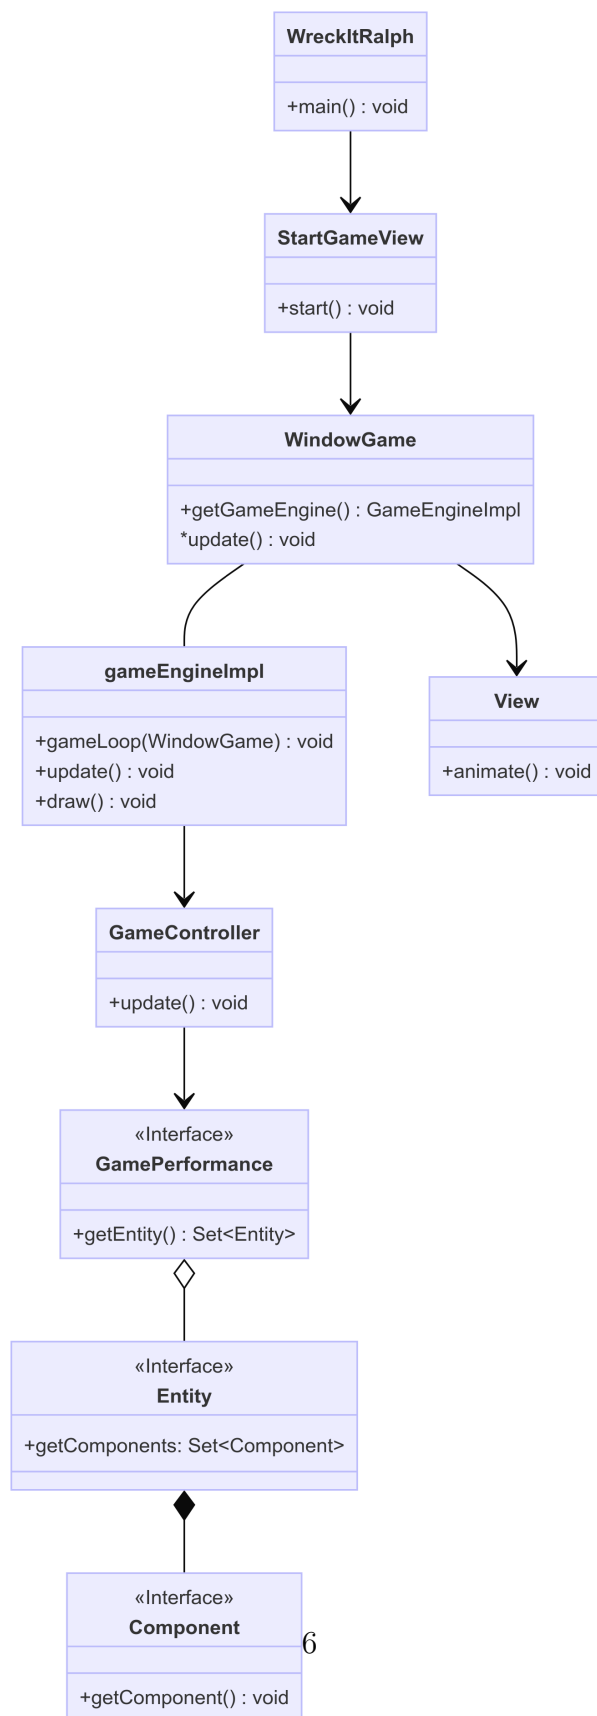 WreckItRalph
+main() : void
StartGameView
+start() : void
WindowGame
+getGameEngine() : GameEngineImpl
*update() : void
gameEngineImpl
+gameLoop(WindowGame) : void
+update() : void
+draw() : void
View
+animate() : void
GameController
+update() : void
«Interface»
GamePerformance
+getEntity() : Set<Entity>
«Interface»
Entity
+getComponents: Set<Component>
«Interface»
Component
6
+getComponent() : void